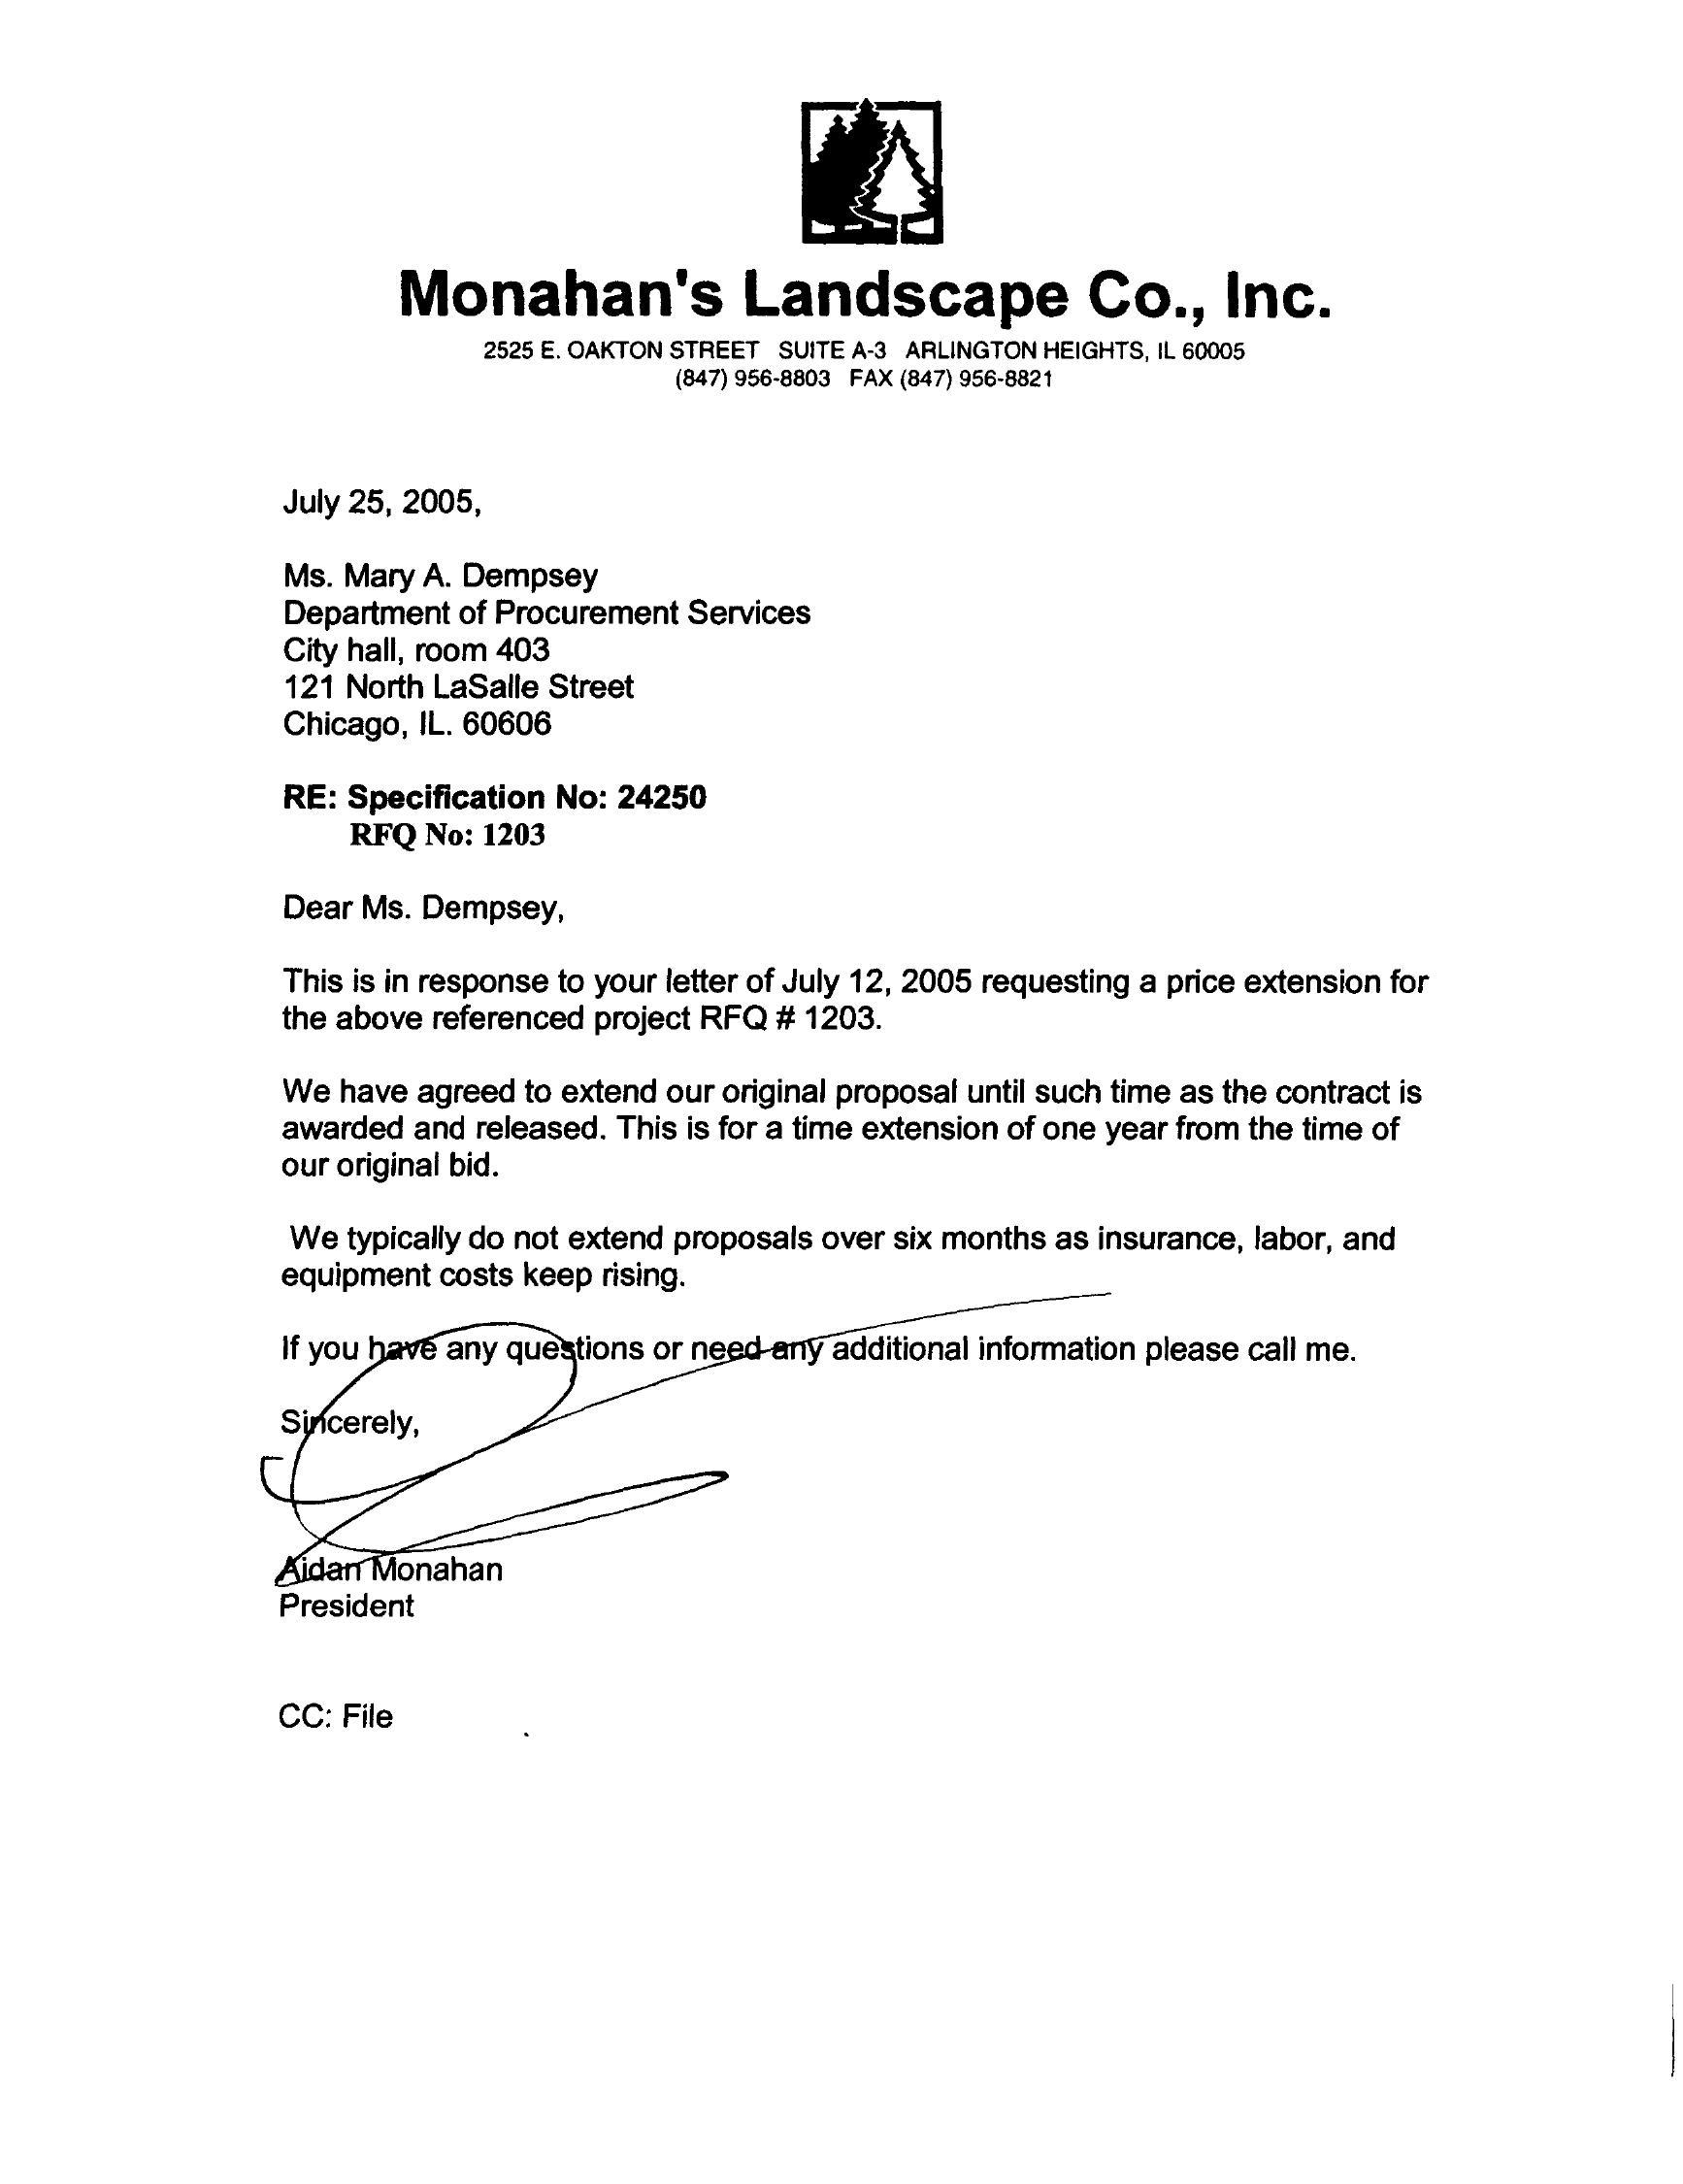 Monahan's Landscape Co., Inc.
2525 E. OAKTON STREET SUITE A-3 ARLINGTON HEIGHTS, IL 60005
(847) 956-8803 FAX (847) 956-8821
July 25, 2005,
Ms. Mary A. Dempsey
Department of Procurement Services
City hall, room 403
121 North LaSalle Street
Chicago, IL. 60606
RE: Specification No: 24250
RFQ No: 1203
Dear Ms. Dempsey,
This is in response to your letter of July 12, 2005 requesting a price extension for
the above referenced project RFQ # 1203.
We have agreed to extend our original proposal until such time as the contract is
awarded and released. This is for a time extension of one year from the time of
our original bid.
We typically do not extend proposals over six months as insurance, labor, and
equipment costs keep rising.
If you have any questions or need any additional information please call me.
Sincerely,
Aidan Monahan
President
CC: File